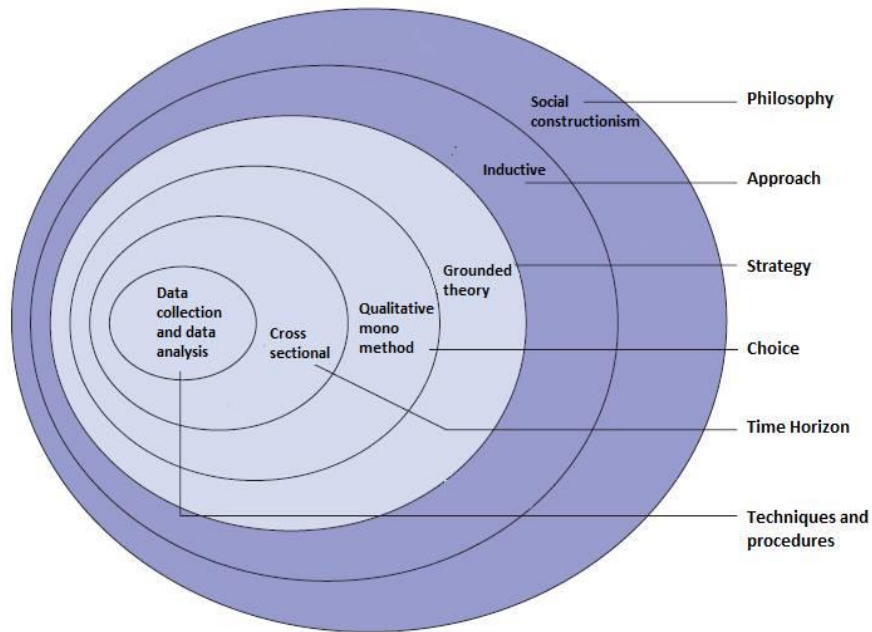 Social
constructionism
Philosophy
Inductive
Approach
Grounded
theory
Strategy
Data
collection
and data
analysis
Cross
sectional
Qualitative
mono
method
Choice
Time Horizon
Techniques and
procedures